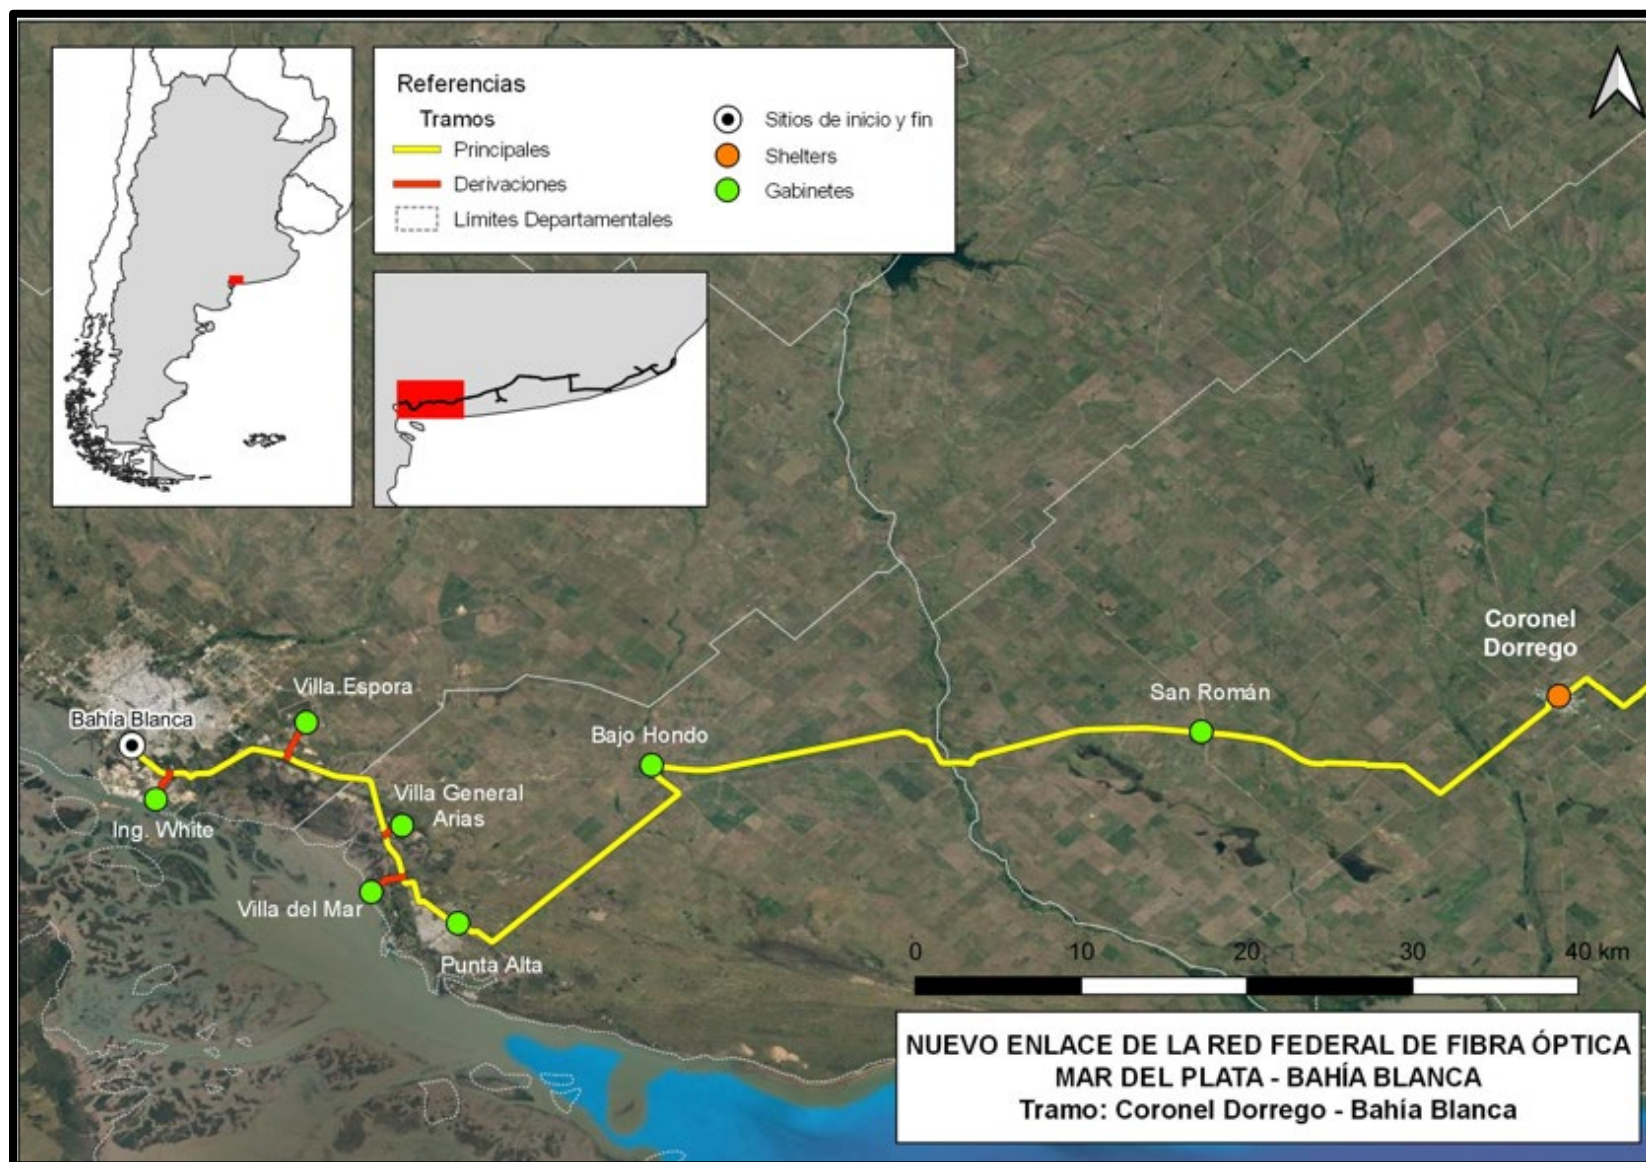 Referencias
Tramos
Principales
Derivaciones
Límites Departamentales
Sitios de inicio y fin
Shelters
Gabinetes
Coronel
Dorrego
Villa.Espora
San Román
Bahía Blanca
Bajo Hondo
Villa General
Arias
Ing. White
Villa del Mar
Punta Alta
0 10 20 30 40 km
NUEVO ENLACE DE LA RED FEDERAL DE FIBRA ÓPTICA
MAR DEL PLATA - BAHÍA BLANCA
Tramo: Coronel Dorrego - Bahía Blanca